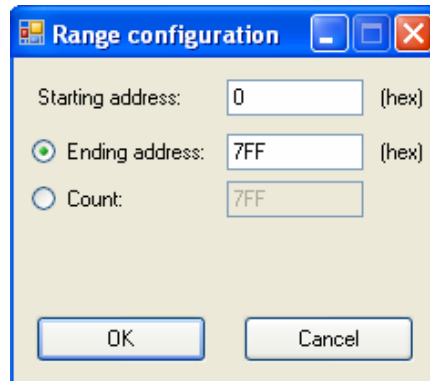 Range configuration
Starting address: 0 (hex)
Ending address: 7FF (hex)
Count: 7FF
OK Cancel